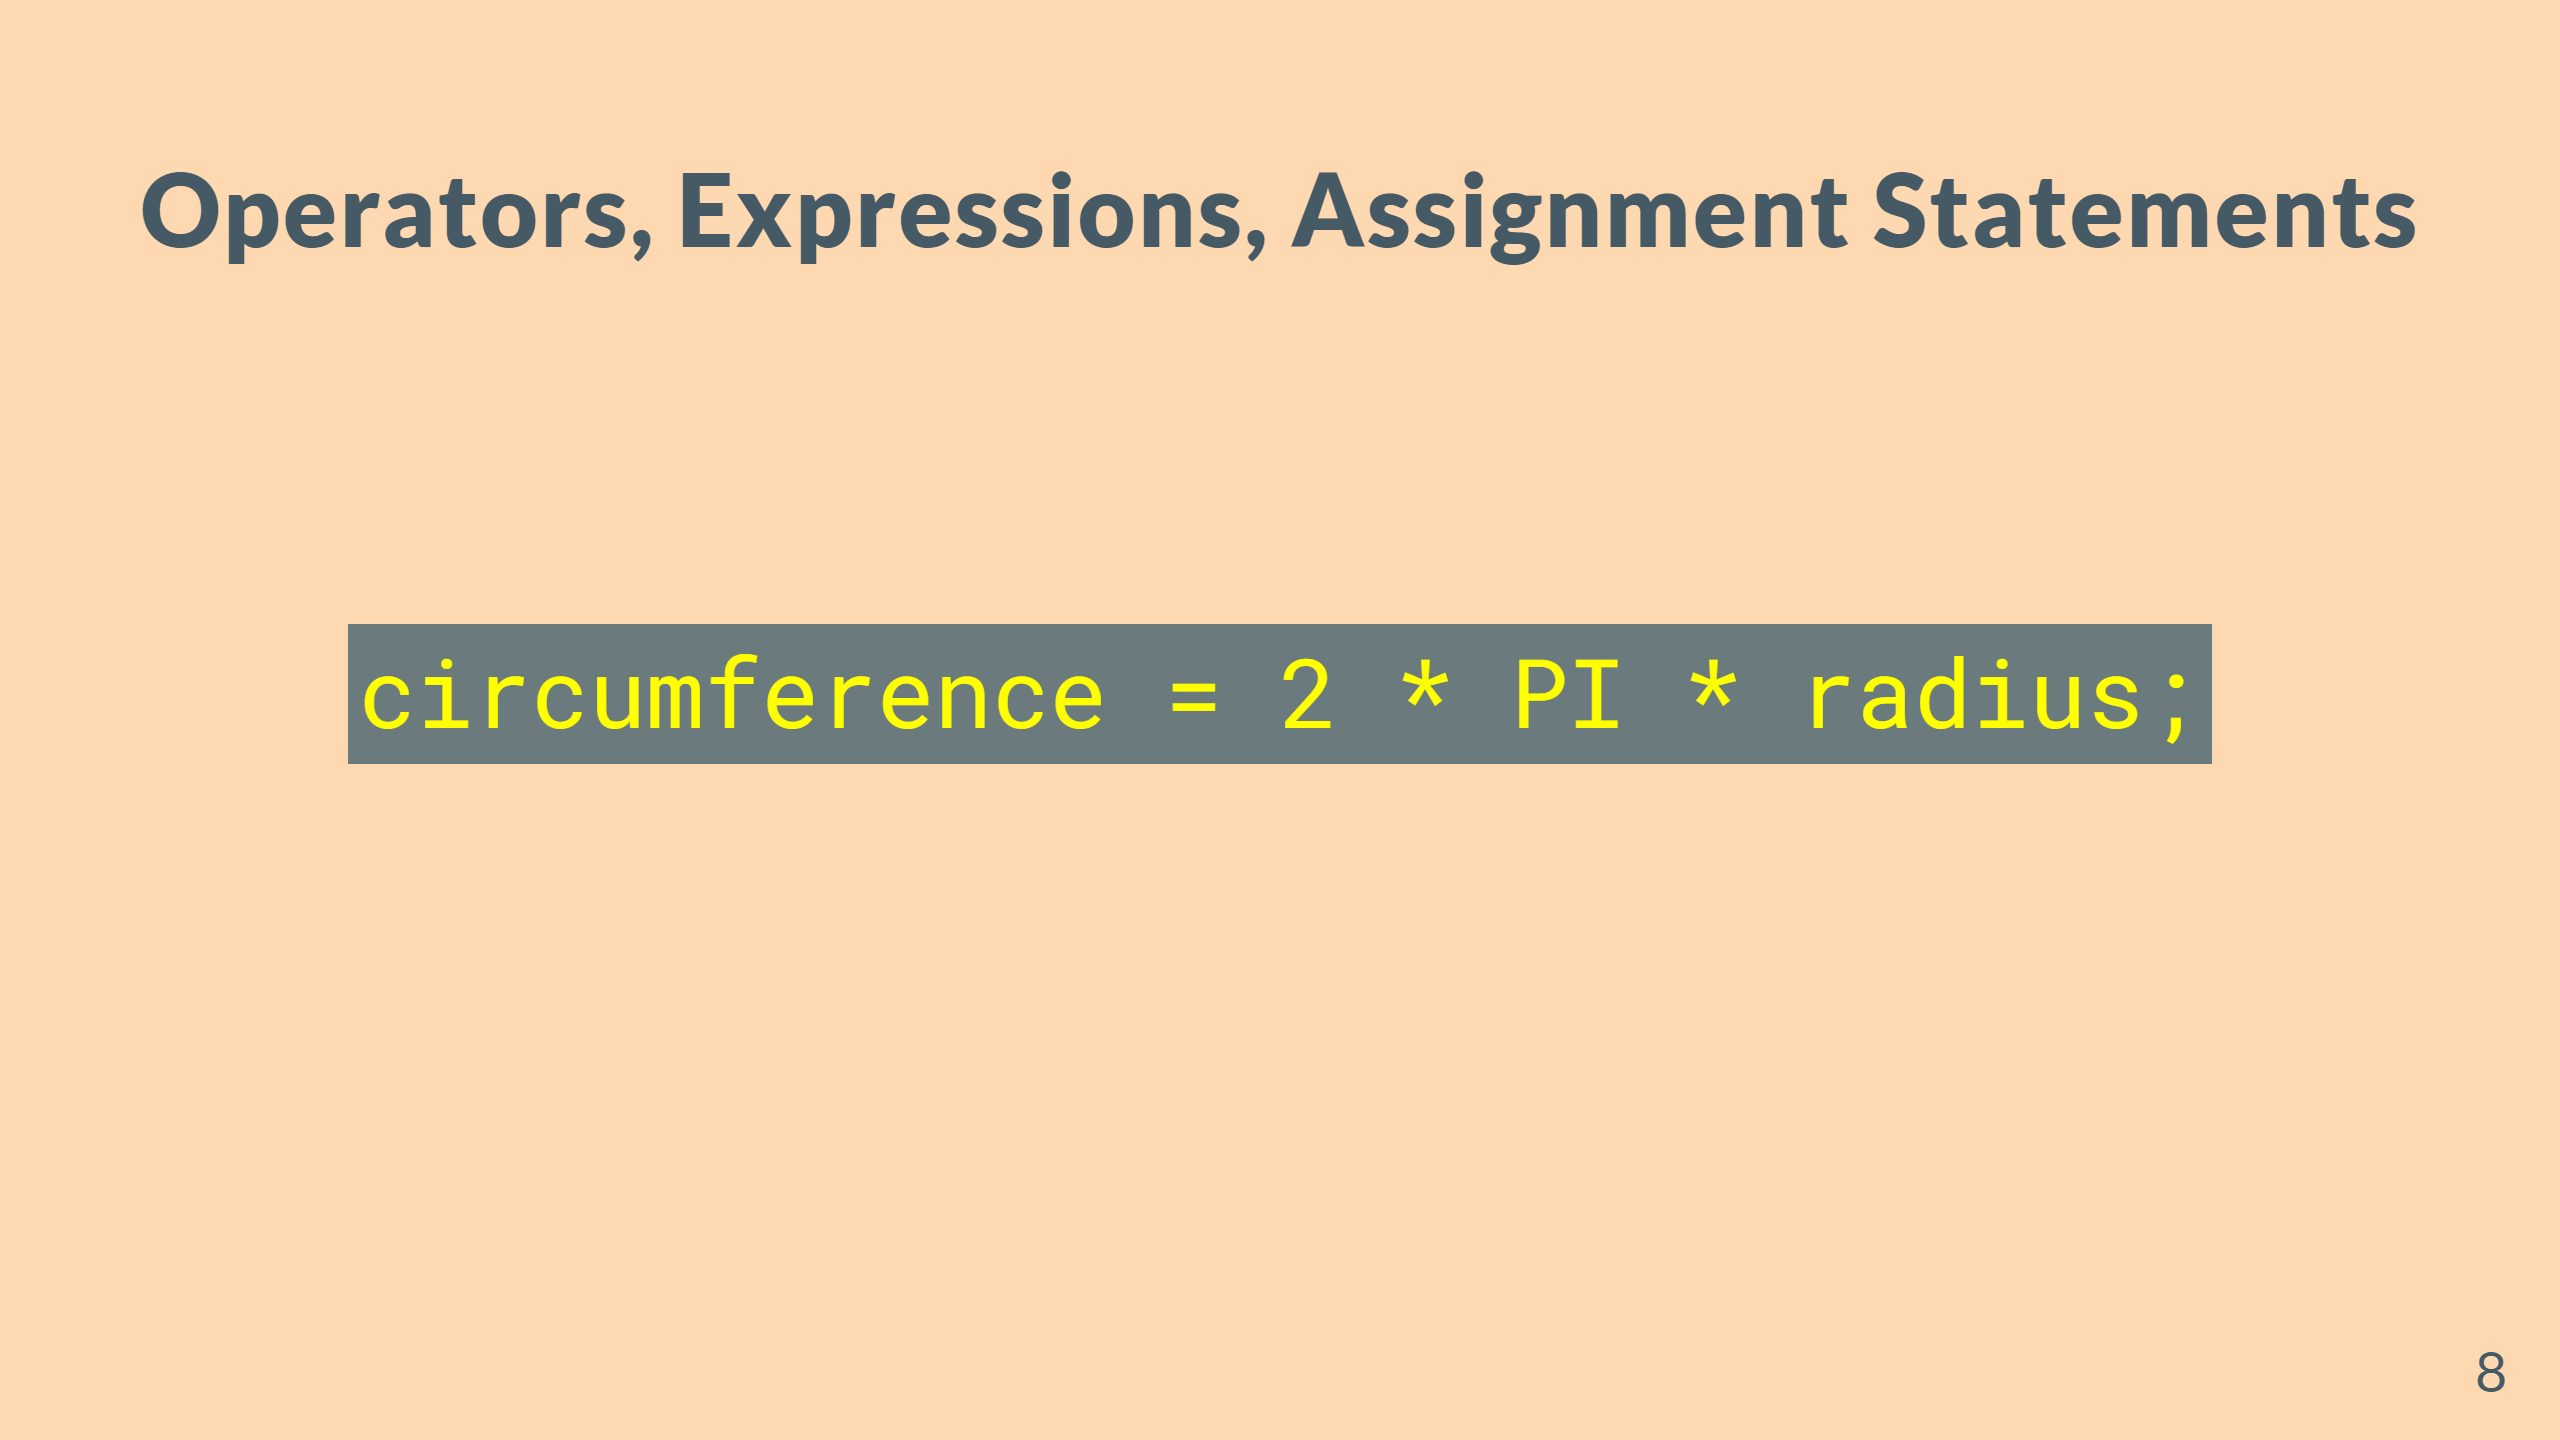 Operators, Expressions, Assignment Statements
circumference = 2 * PI * radius;
8